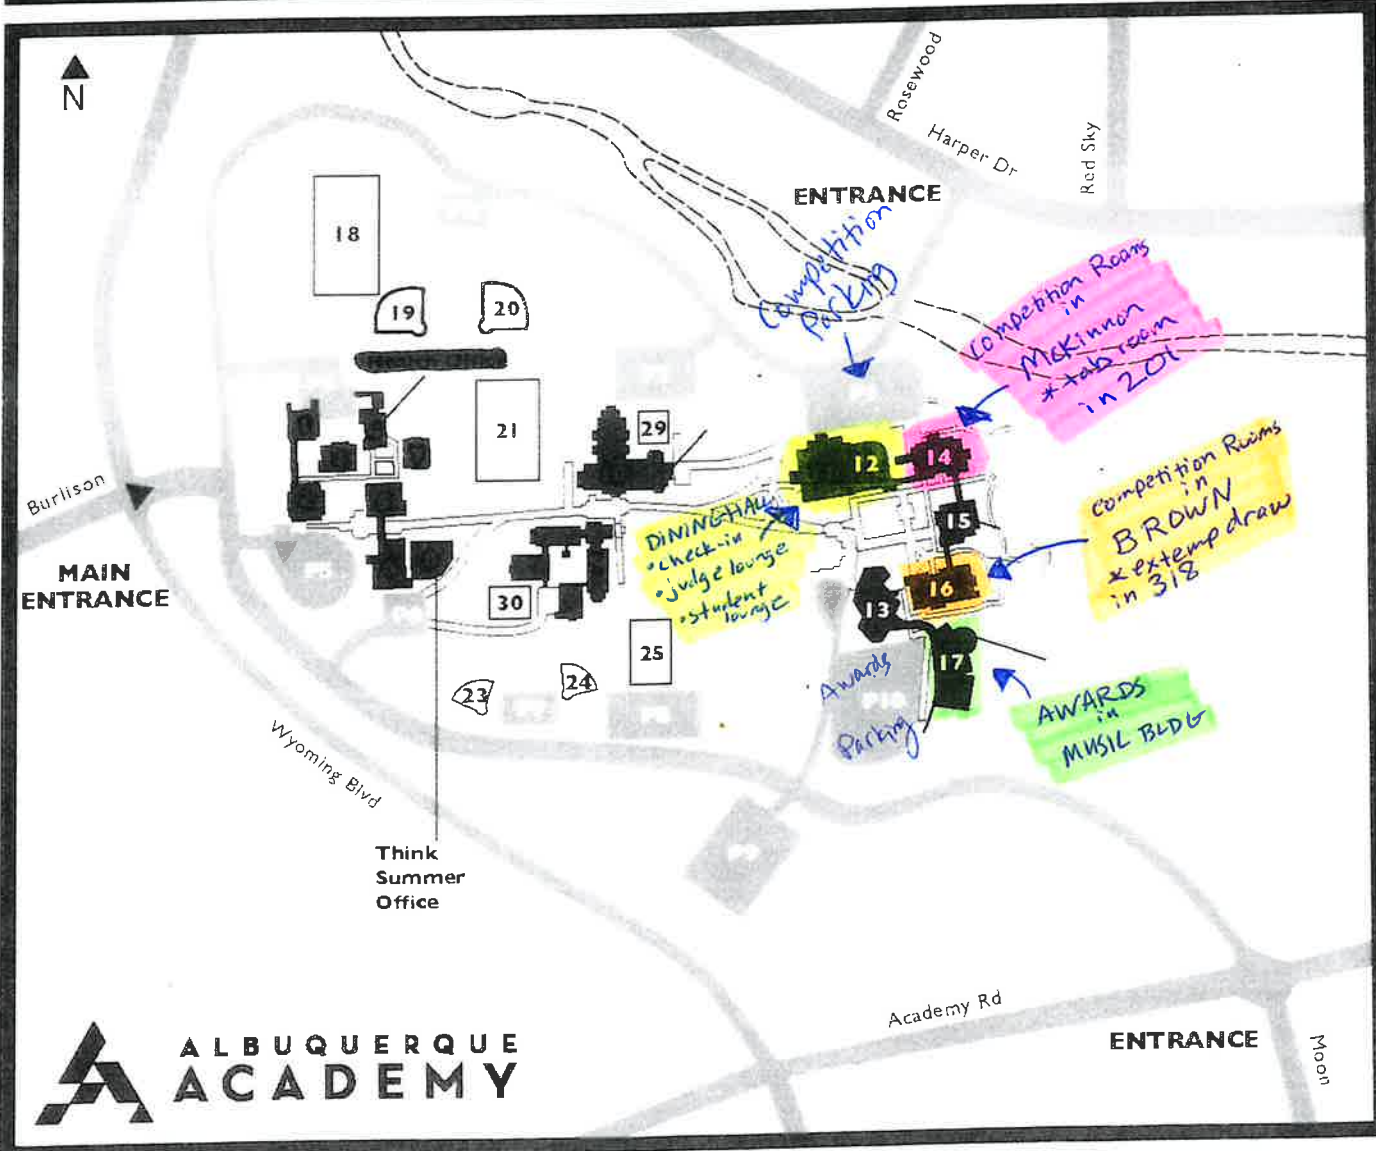 N
Rosewood
Harper Dr
Red Sky
ENTRANCE
Competition
Parking
Competition Rooms
in
McKinnon
* tab room
in 201
18
19
20
21
29
12
14
15
Burlison
MAIN
ENTRANCE
DINING HALL
• check-in
• judge lounge
• student
lounge
Competition Rooms
in
BROWN
* extemp draw
in 318
16
13
30
25
17
23
24
Awards
Parking
P10
AWARDS
in
MUSIC BLDG
Wyoming Blvd
Think
Summer
Office
Academy Rd
ENTRANCE
Moon
ALBUQUERQUE
ACADEMY